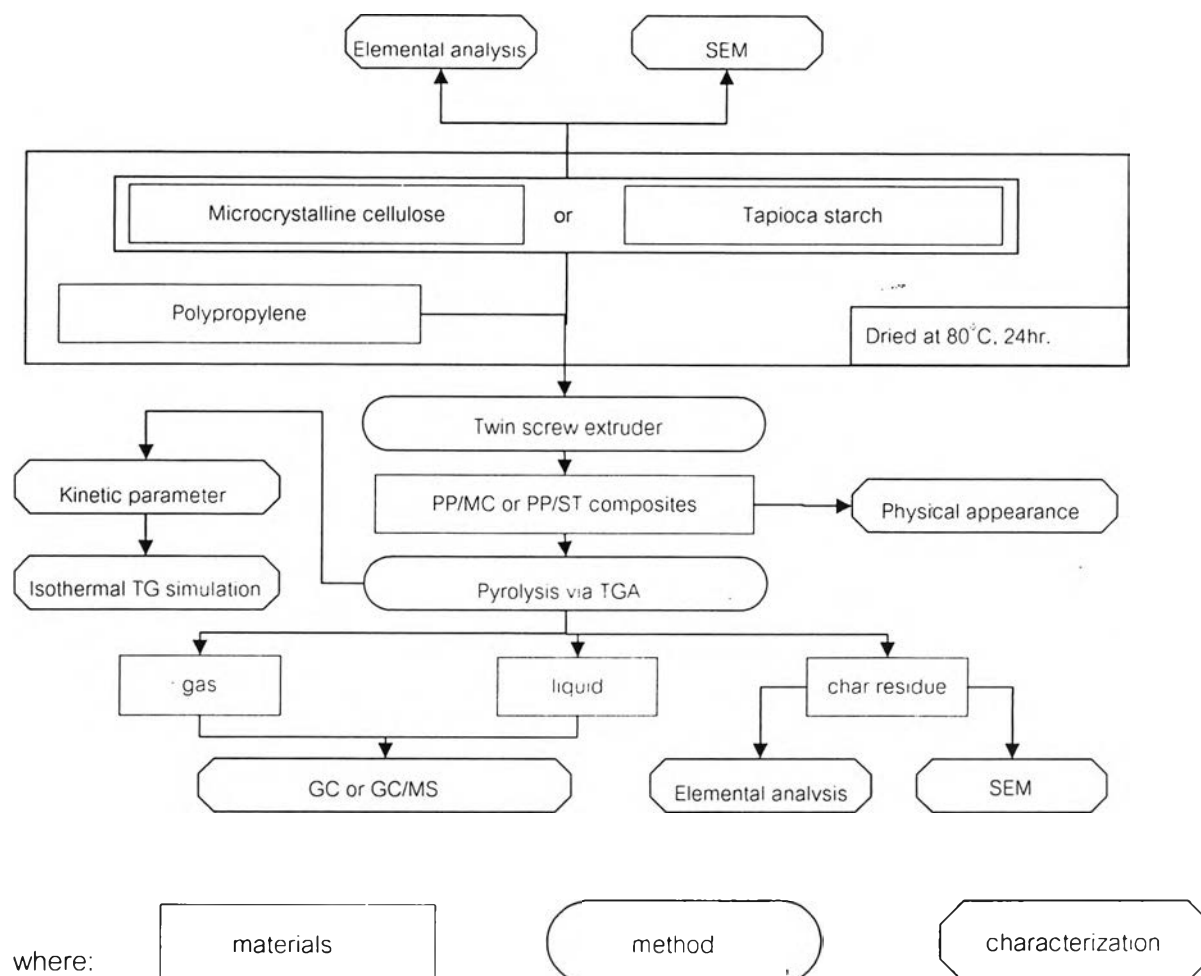 Elemental analysis
SEM
Microcrystalline cellulose
or
Tapioca starch
Polypropylene
Dried at 80°C, 24hr.
Twin screw extruder
Kinetic parameter
PP/MC or PP/ST composites
Physical appearance
Isothermal TG simulation
Pyrolysis via TGA
gas
liquid
char residue
GC or GC/MS
Elemental analysis
SEM
where:
materials
method
characterization